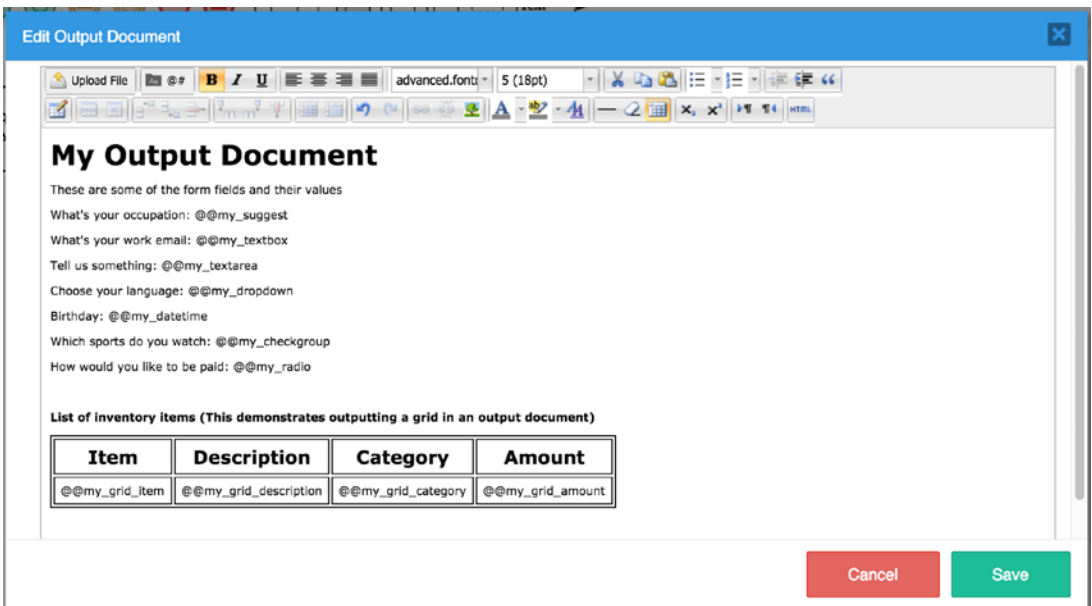 Edit Output Document
Upload File @# B I U advanced.fonts 5 (18pt)
A ab A x, x² HTML
My Output Document
These are some of the form fields and their values
What's your occupation: @@my_suggest
What's your work email: @@my_textbox
Tell us something: @@my_textarea
Choose your language: @@my_dropdown
Birthday: @@my_datetime
Which sports do you watch: @@my_checkgroup
How would you like to be paid: @@my_radio
List of inventory items (This demonstrates outputting a grid in an output document)
Item Description Category Amount
@@my_grid_item @@my_grid_description @@my_grid_category @@my_grid_amount
Cancel Save